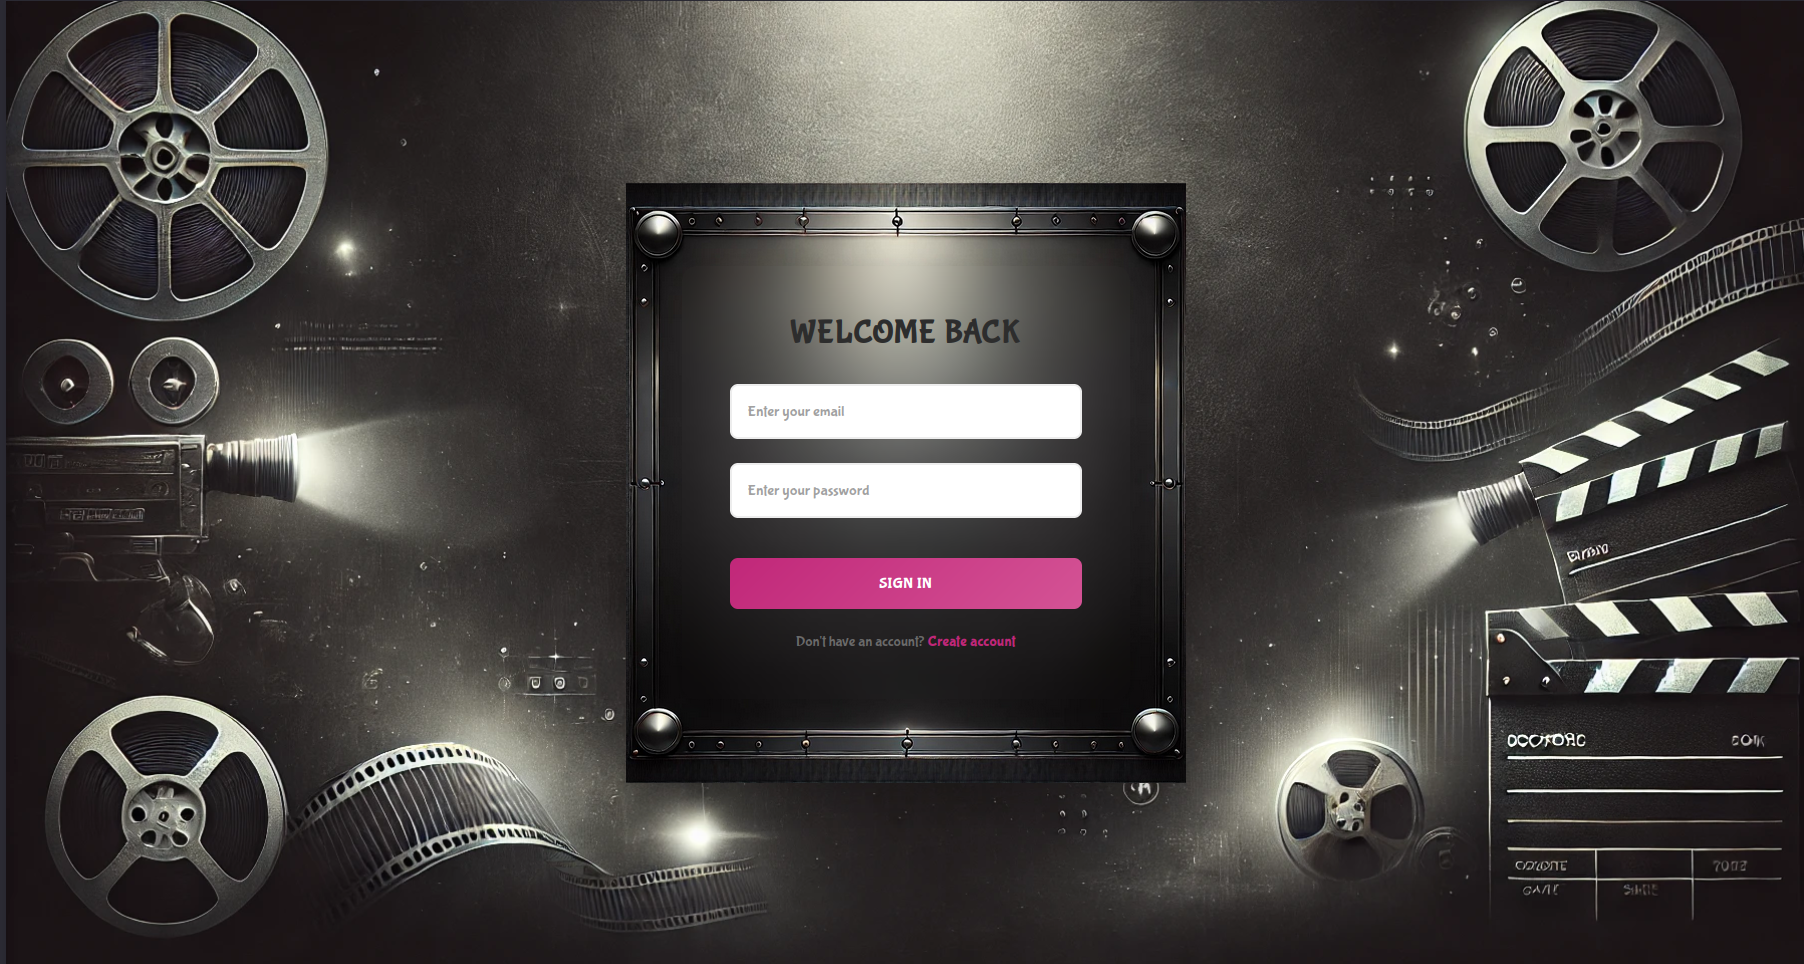 WELCOME BACK
Enter your email
Enter your password
SIGN IN
Don't have an account? Create account